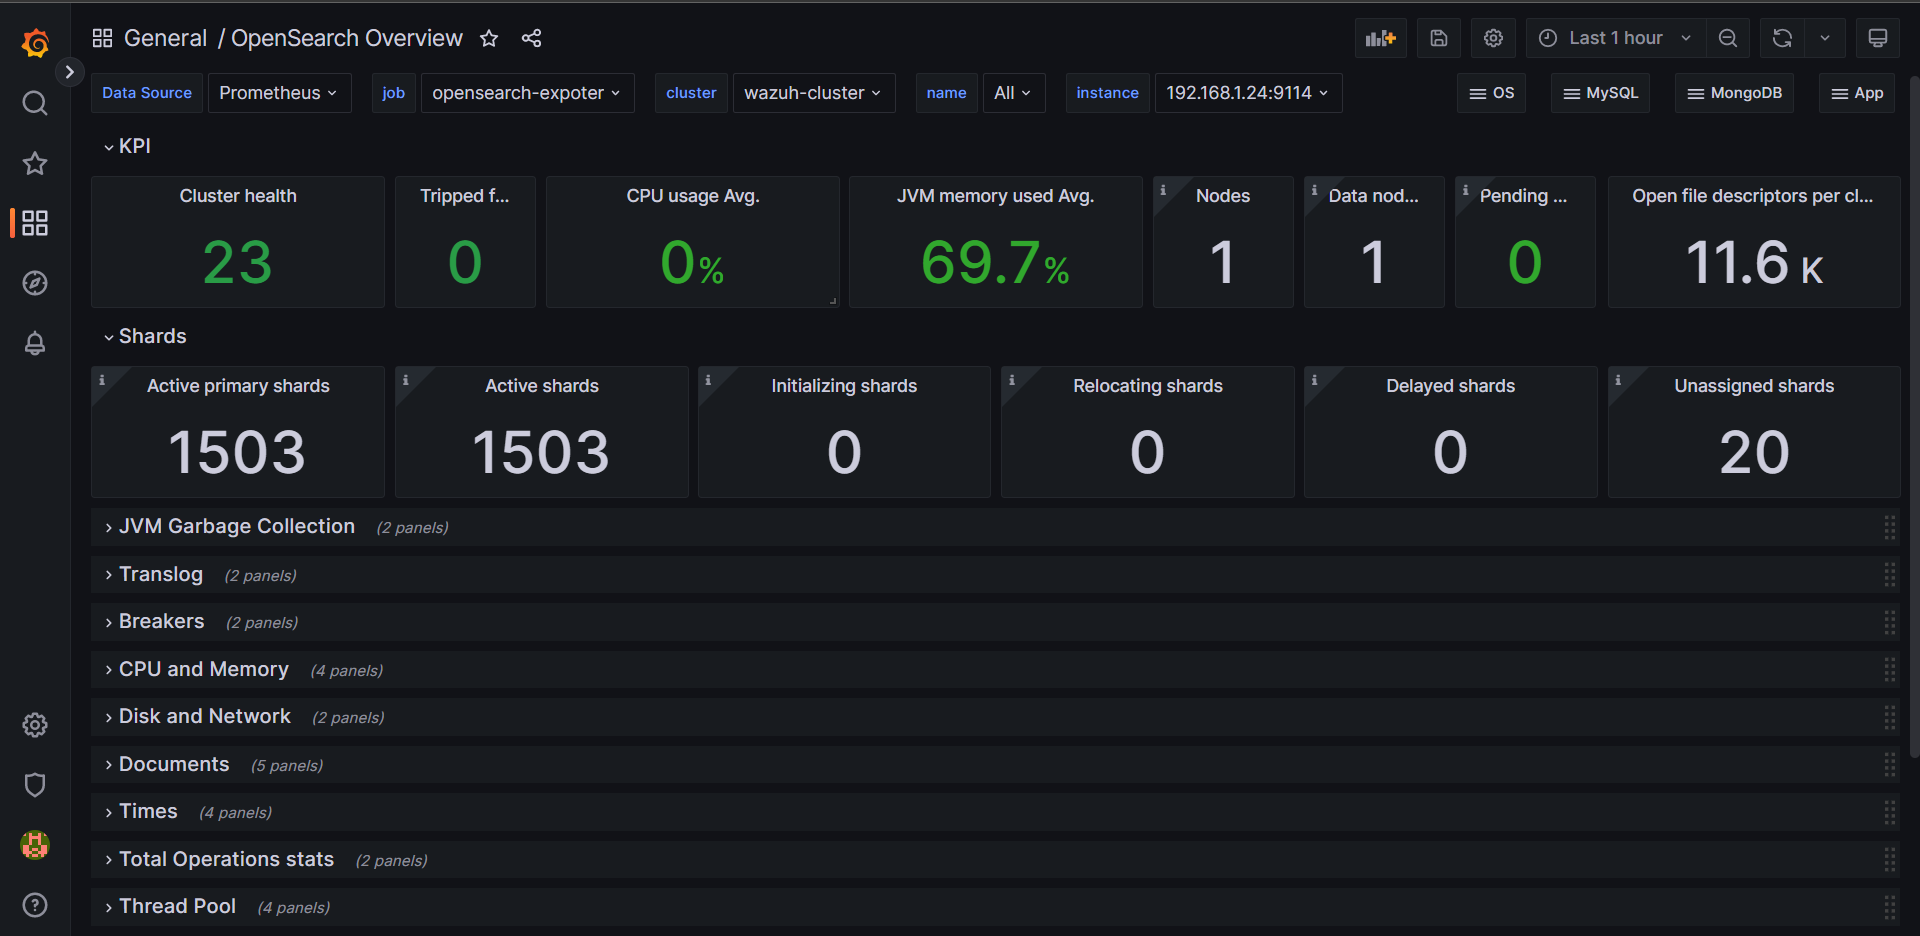 General / OpenSearch Overview
Last 1 hour
Data Source Prometheus job opensearch-expoter cluster wazuh-cluster name All instance 192.168.1.24:9114 OS MySQL MongoDB App
KPI
Cluster health
23
Tripped f...
0
CPU usage Avg.
0%
JVM memory used Avg.
69.7%
Nodes
1
Data nod...
1
Pending ...
0
Open file descriptors per cl...
11.6 K
Shards
Active primary shards
1503
Active shards
1503
Initializing shards
0
Relocating shards
0
Delayed shards
0
Unassigned shards
20
JVM Garbage Collection (2 panels)
Translog (2 panels)
Breakers (2 panels)
CPU and Memory (4 panels)
Disk and Network (2 panels)
Documents (5 panels)
Times (4 panels)
Total Operations stats (2 panels)
Thread Pool (4 panels)